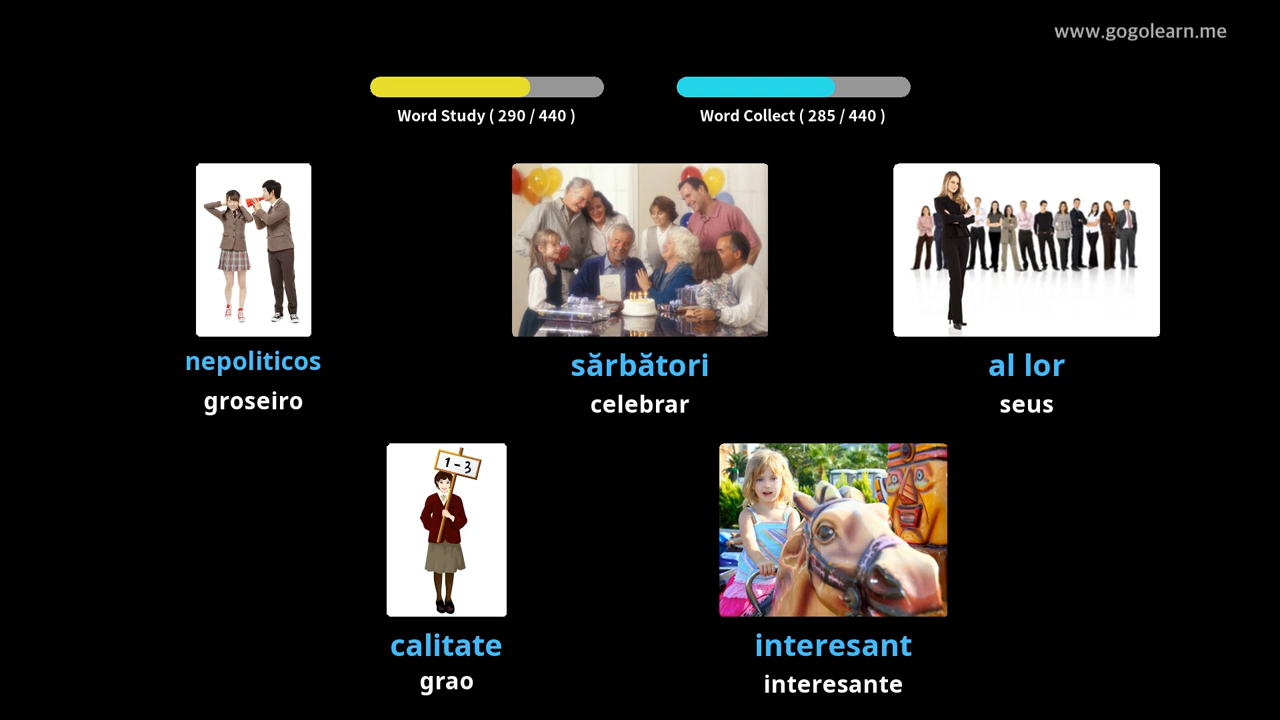 www.gogolearn.me
Word Study ( 290 / 440 )
Word Collect ( 285 / 440 )
nepoliticos
groseiro
sărbători
celebrar
al lor
seus
1-3
calitate
grao
interesant
interesante